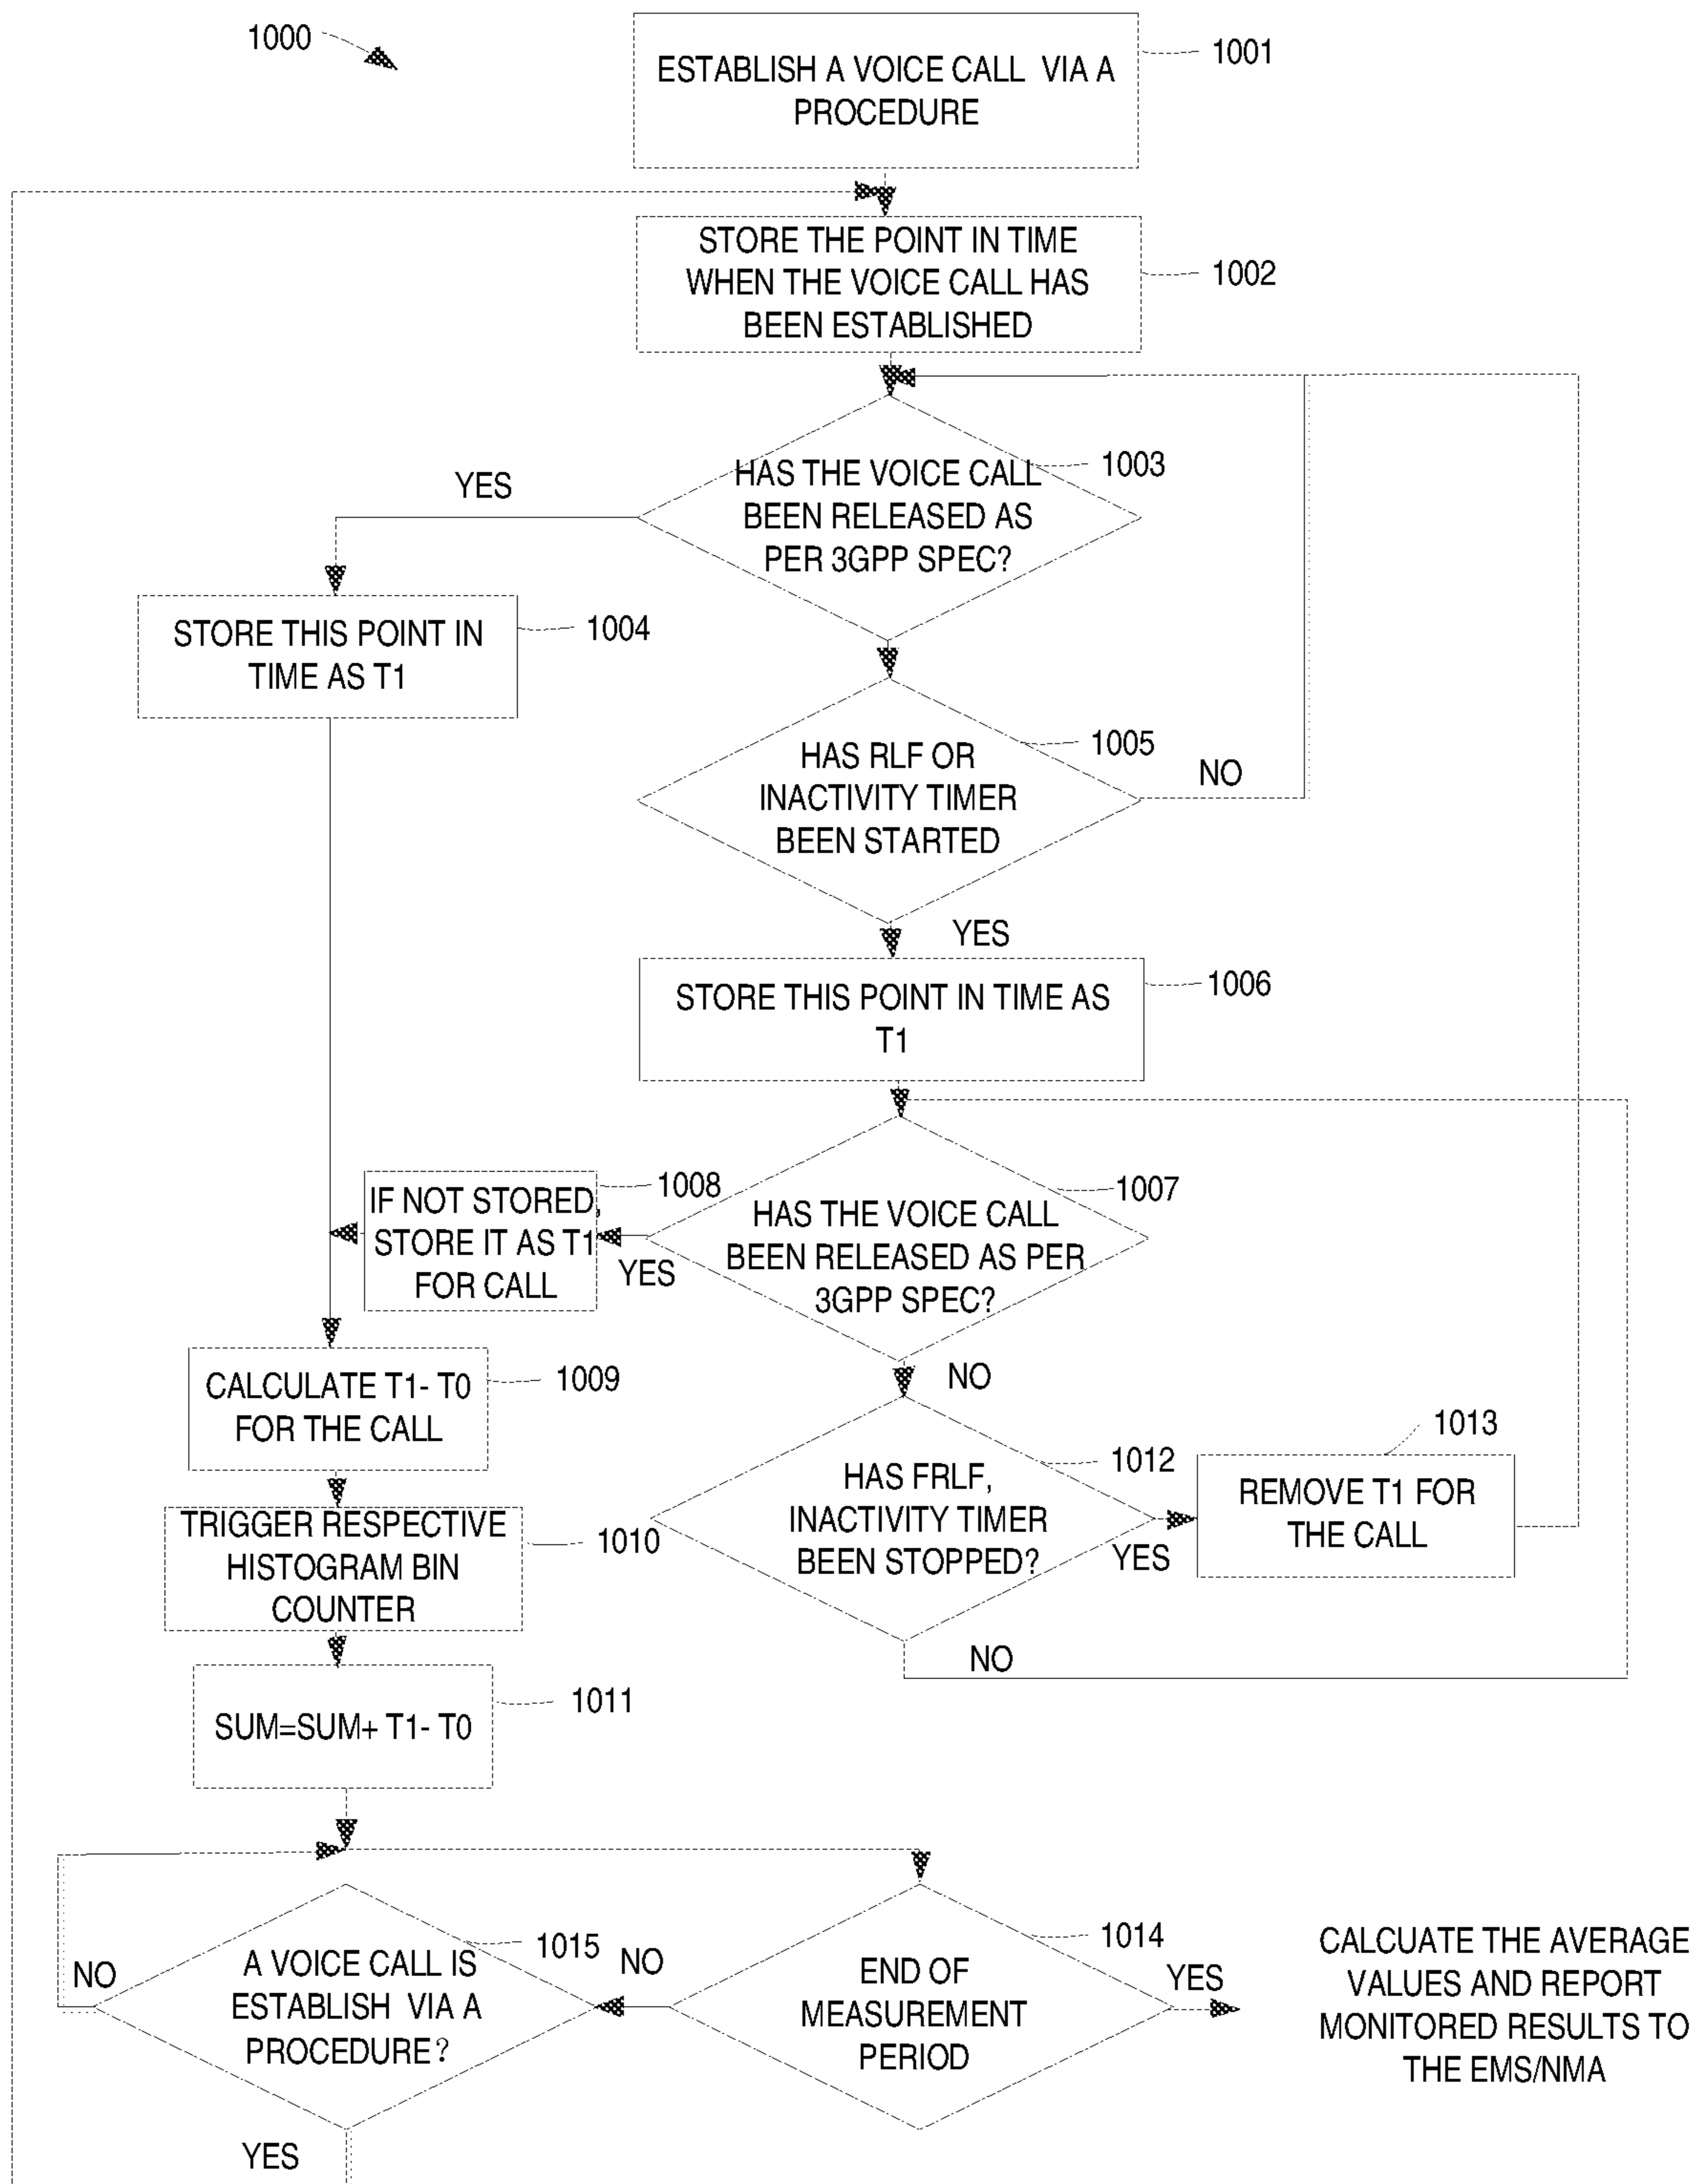 1000
ESTABLISH A VOICE CALL VIA A
PROCEDURE
1001
STORE THE POINT IN TIME
WHEN THE VOICE CALL HAS
BEEN ESTABLISHED
1002
HAS THE VOICE CALL
BEEN RELEASED AS
PER 3GPP SPEC?
1003
YES
STORE THIS POINT IN
TIME AS T1
1004
HAS RLF OR
INACTIVITY TIMER
BEEN STARTED
1005
NO
YES
STORE THIS POINT IN TIME AS
T1
1006
HAS THE VOICE CALL
BEEN RELEASED AS PER
3GPP SPEC?
1007
YES
IF NOT STORED,
STORE IT AS T1
FOR CALL
1008
NO
CALCULATE T1- T0
FOR THE CALL
1009
HAS FRLF,
INACTIVITY TIMER
BEEN STOPPED?
1012
YES
REMOVE T1 FOR
THE CALL
1013
NO
TRIGGER RESPECTIVE
HISTOGRAM BIN
COUNTER
1010
SUM=SUM+ T1- T0
1011
A VOICE CALL IS
ESTABLISH VIA A
PROCEDURE?
1015
NO
YES
NO
END OF
MEASUREMENT
PERIOD
1014
YES
CALCUATE THE AVERAGE
VALUES AND REPORT
MONITORED RESULTS TO
THE EMS/NMA